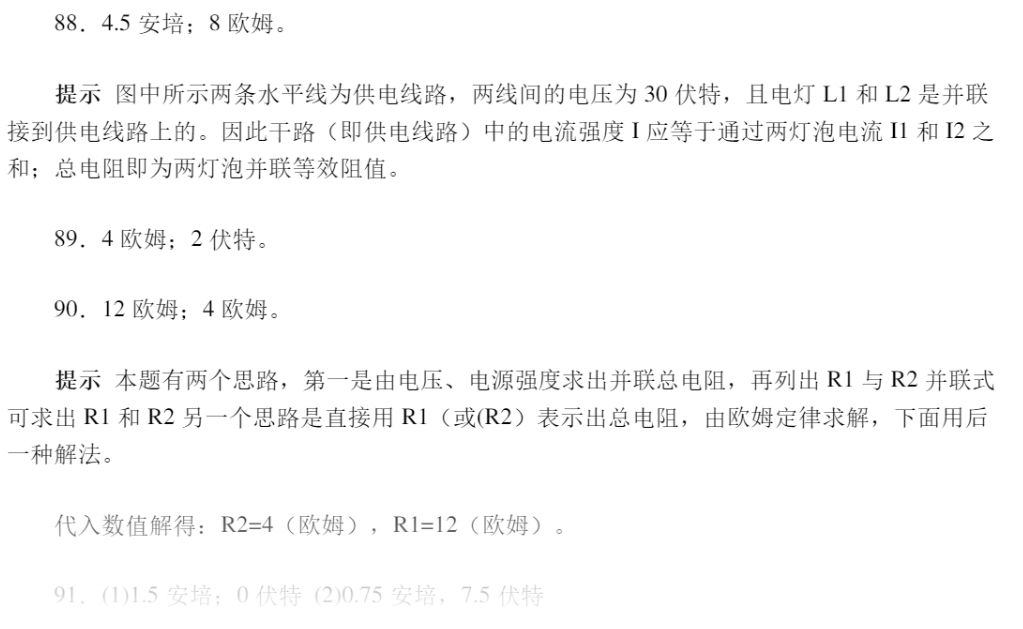 88．4.5 安培；8 欧姆。
提示 图中所示两条水平线为供电线路，两线间的电压为 30 伏特，且电灯 L1 和 L2 是并联
接到供电线路上的。因此干路（即供电线路）中的电流强度 I 应等于通过两灯泡电流 I1 和 I2 之
和；总电阻即为两灯泡并联等效阻值。
89．4 欧姆；2 伏特。
90．12 欧姆；4 欧姆。
提示 本题有两个思路，第一是由电压、电源强度求出并联总电阻，再列出 R1 与 R2 并联式
可求出 R1 和 R2 另一个思路是直接用 R1（或(R2）表示出总电阻，由欧姆定律求解，下面用后
一种解法。
代入数值解得：R2=4（欧姆），R1=12（欧姆）。
91．(1)1.5 安培；0 伏特 (2)0.75 安培，7.5 伏特